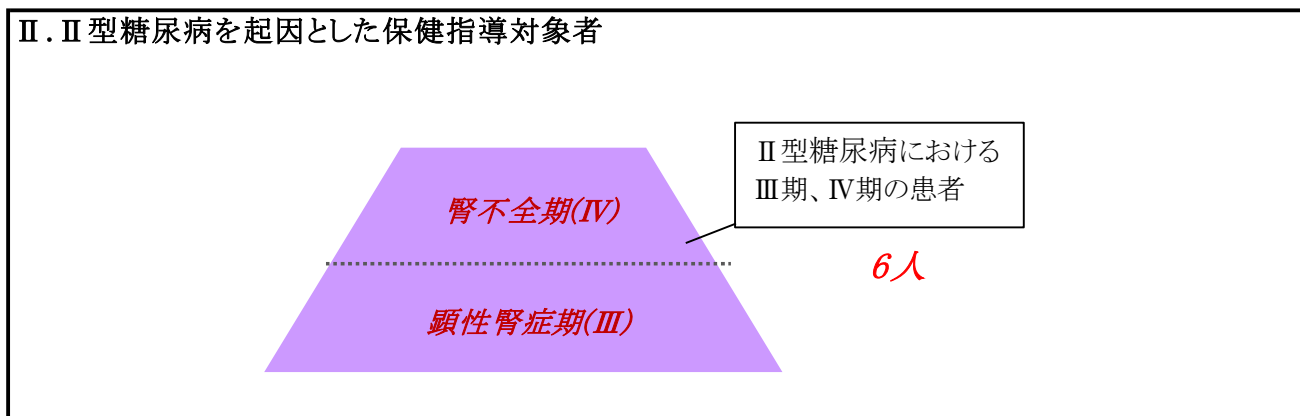 Ⅱ.Ⅱ型糖尿病を起因とした保健指導対象者
Ⅱ型糖尿病における
Ⅲ期、Ⅳ期の患者
腎不全期(Ⅳ)
6人
顕性腎症期(Ⅲ)